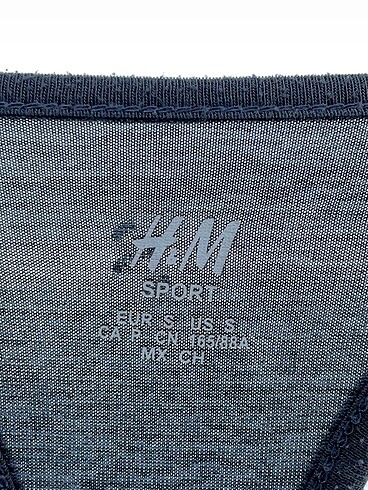 H&M
SPORT
EUR S US S
CA P CN 165/88A
MX CH